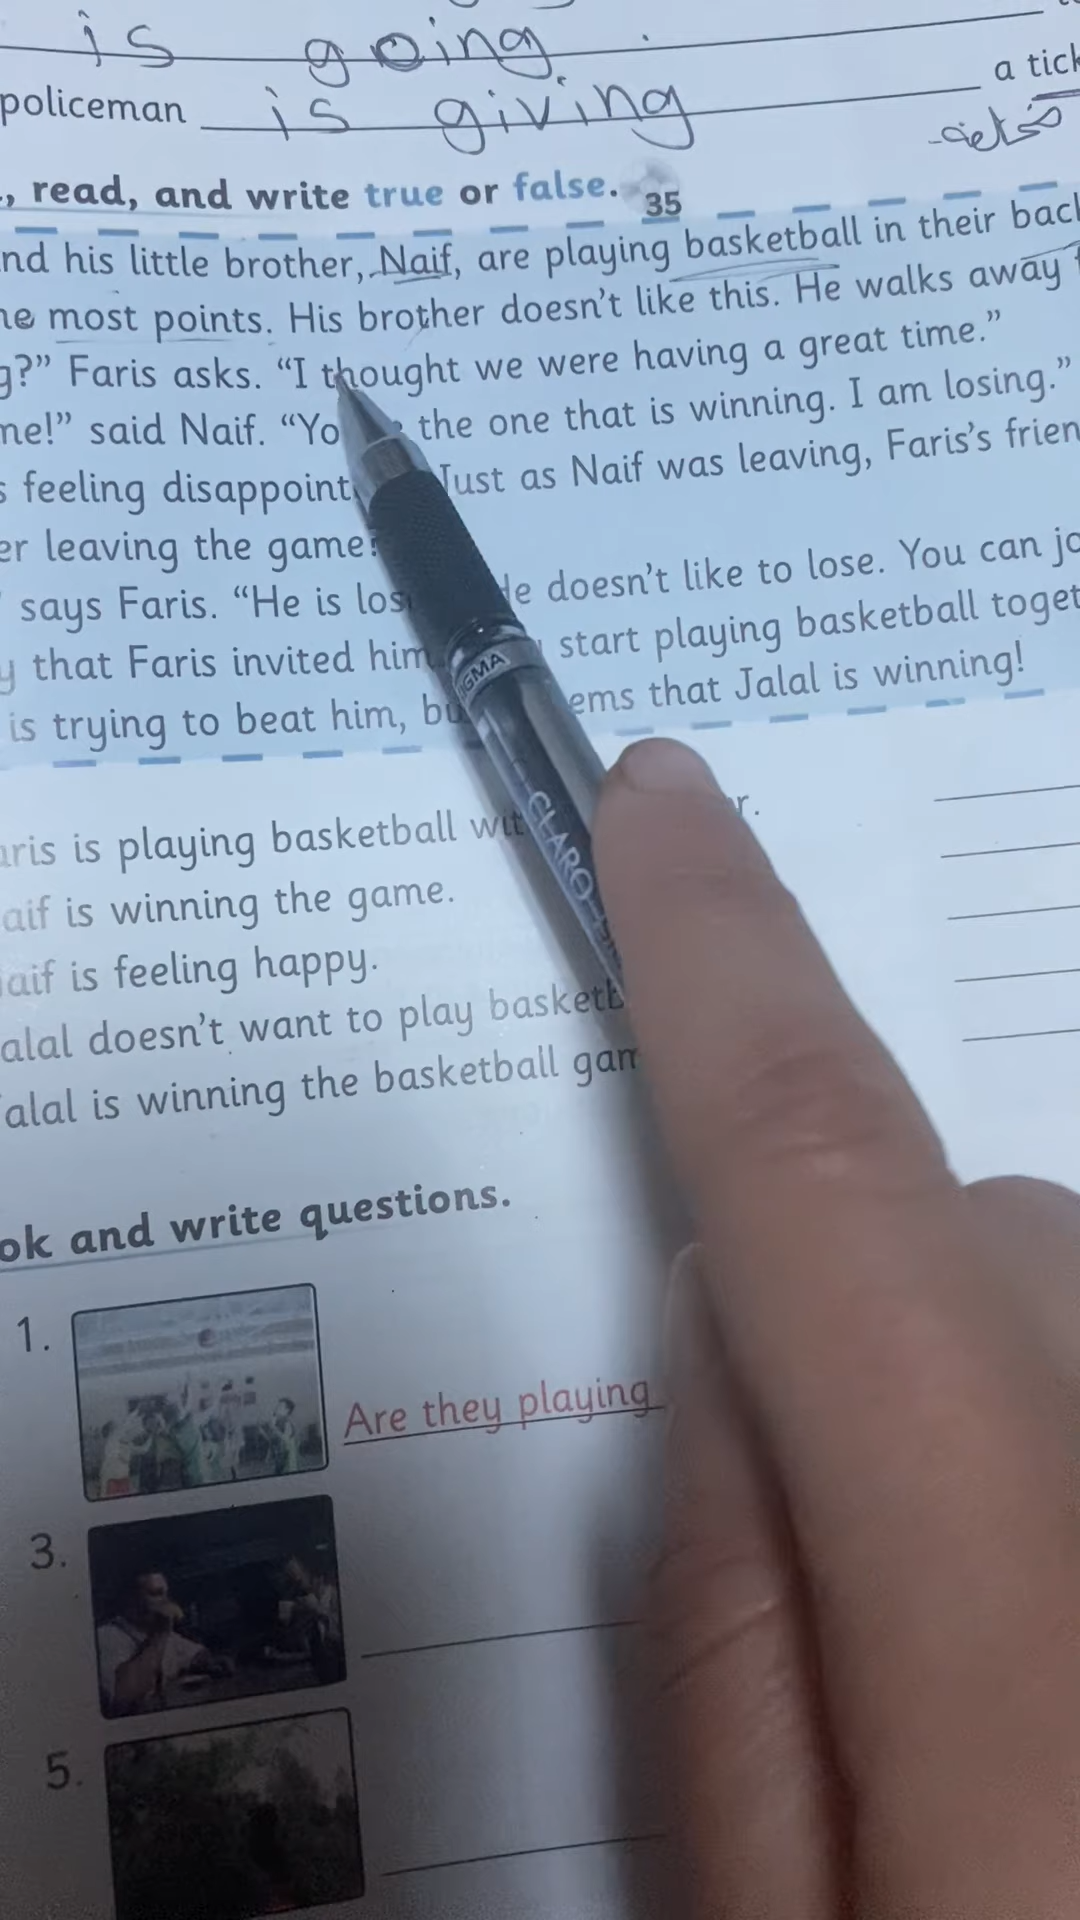 is going
policeman is giving a tick
مخالفة
read, and write true or false. 35
nd his little brother, Naif, are playing basketball in their back
most points. His brother doesn't like this. He walks away
g?" Faris asks. "I thought we were having a great time."
me!" said Naif. "Yo the one that is winning. I am losing."
s feeling disappoint Just as Naif was leaving, Faris's frien
er leaving the game?
says Faris. "He is los He doesn't like to lose. You can jo
y that Faris invited him start playing basketball toget
is trying to beat him, bu ems that Jalal is winning!
aris is playing basketball wit r.
aif is winning the game.
aif is feeling happy.
alal doesn't want to play basketb
alal is winning the basketball gam
ok and write questions.
1.
Are they playing
3.
5.
SIGMA
CLARO